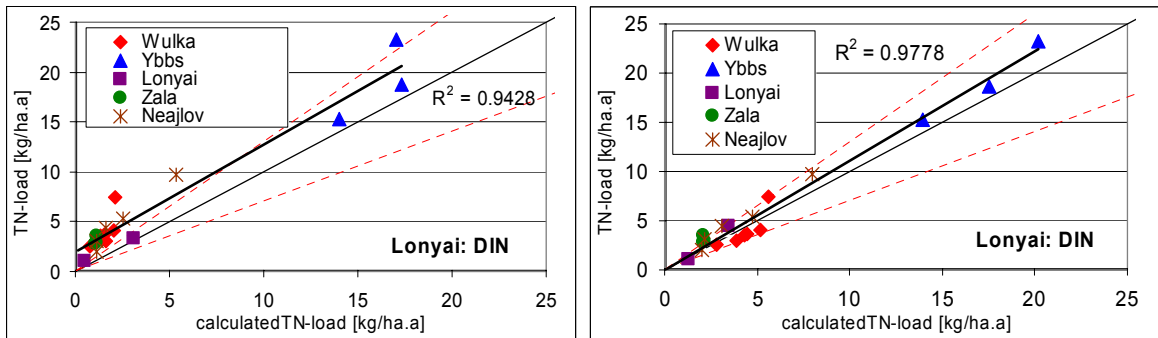 25
20
15
10
5
0
TN-load [kg/ha.a]
Wulka
Ybbs
Lonyai
Zala
Neajlov
R² = 0.9428
Lonyai: DIN
0 5 10 15 20 25
calculatedTN-load [kg/ha.a]
25
20
15
10
5
0
TN-load [kg/ha.a]
Wulka
Ybbs
Lonyai
Zala
Neajlov
R² = 0.9778
Lonyai: DIN
0 5 10 15 20 25
calculatedTN-load [kg/ha.a]